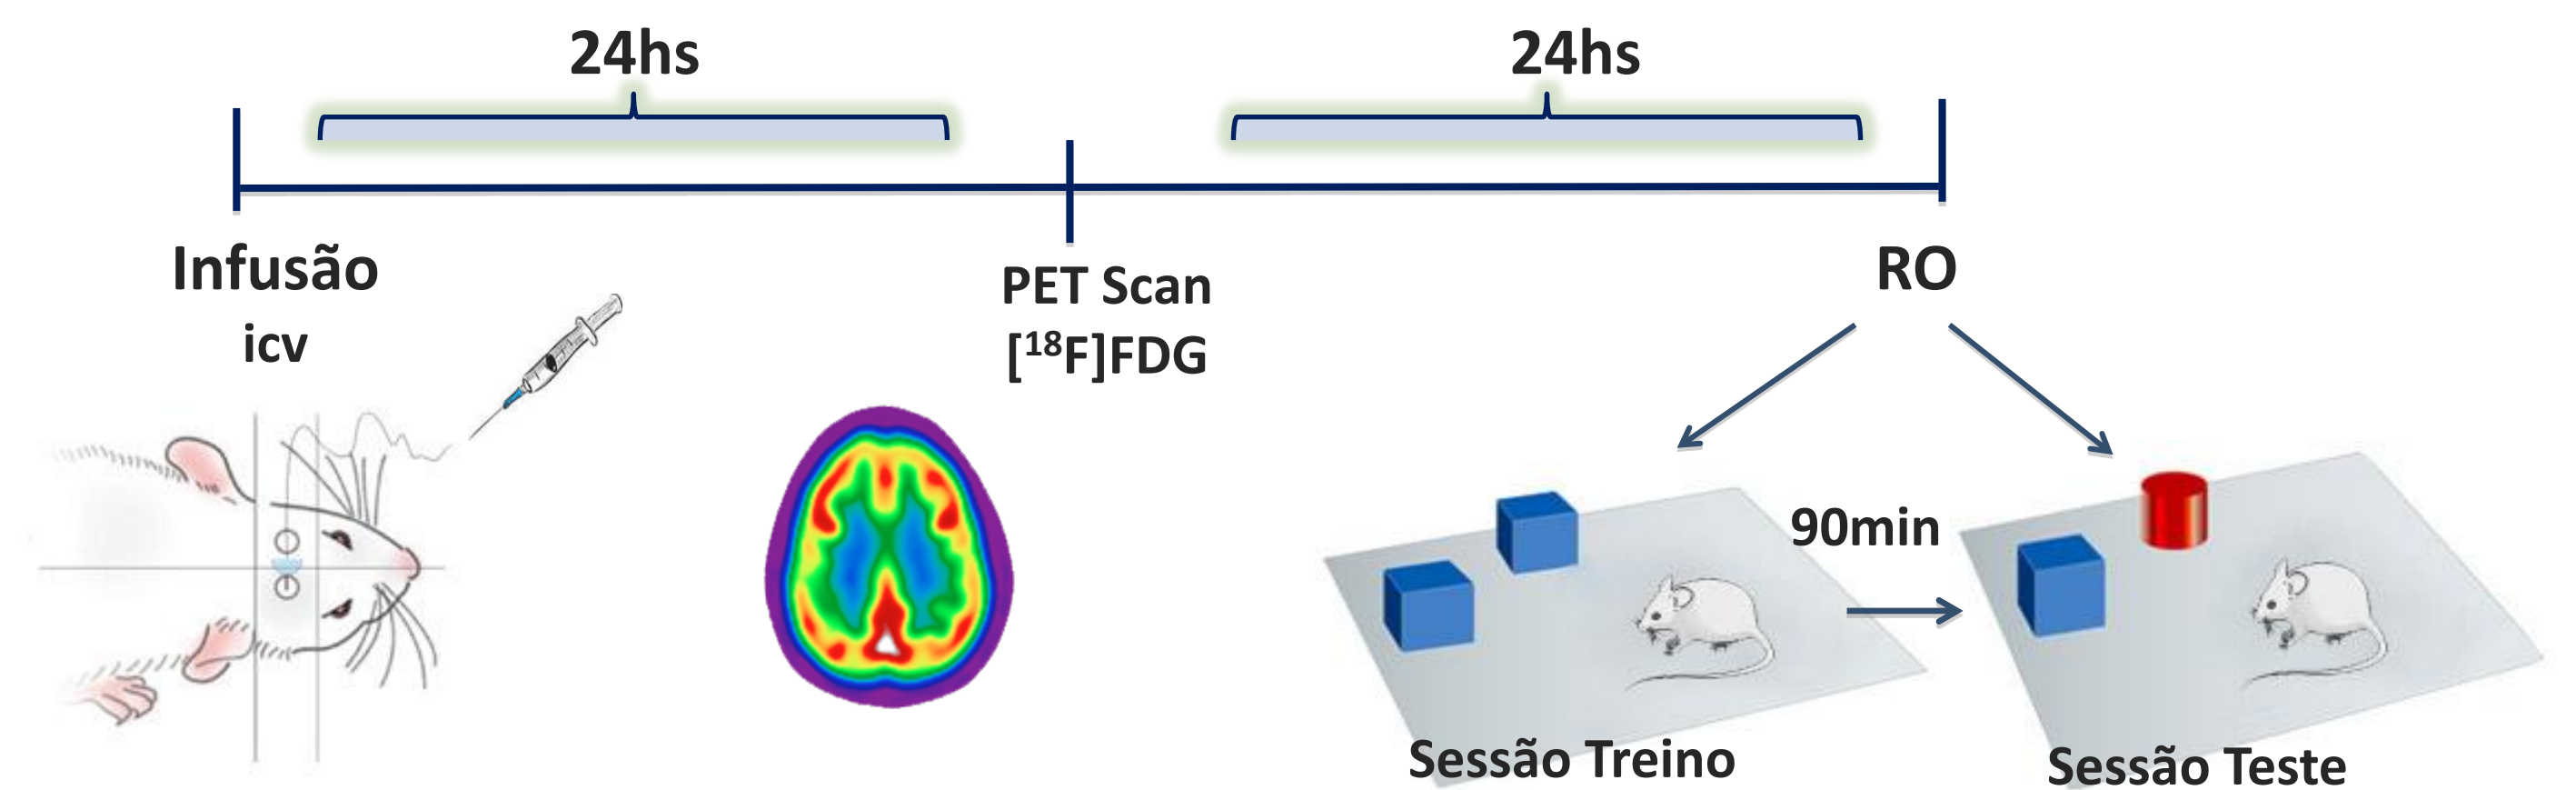 24hs
24hs
Infusão
icv
PET Scan
[¹⁸F]FDG
RO
90min
Sessão Treino
Sessão Teste